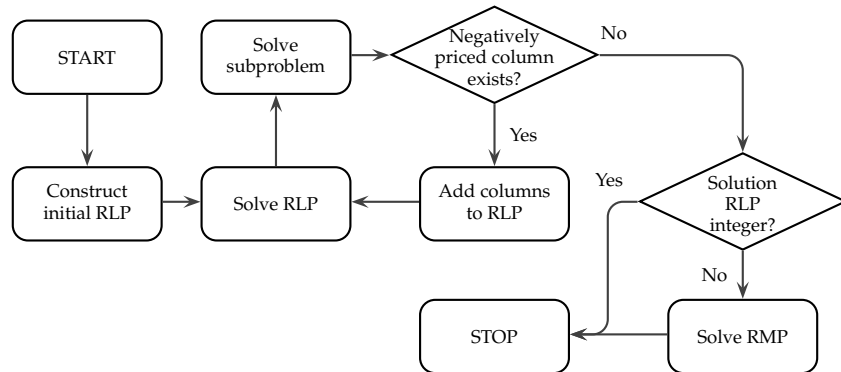 START
Solve
subproblem
Negatively
priced column
exists?
No
Yes
Construct
initial RLP
Solve RLP
Add columns
to RLP
Yes
Solution
RLP
integer?
No
STOP
Solve RMP